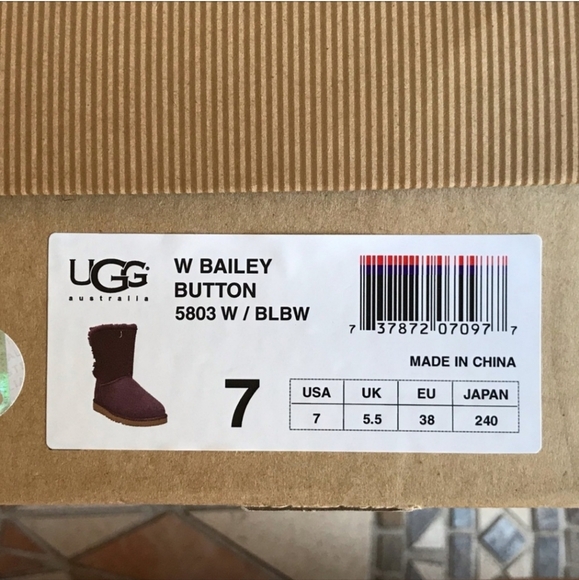 UGG®
australia
W BAILEY
BUTTON
5803 W / BLBW
7 37872 07097 7
MADE IN CHINA
7
USA UK EU JAPAN
7 5.5 38 240